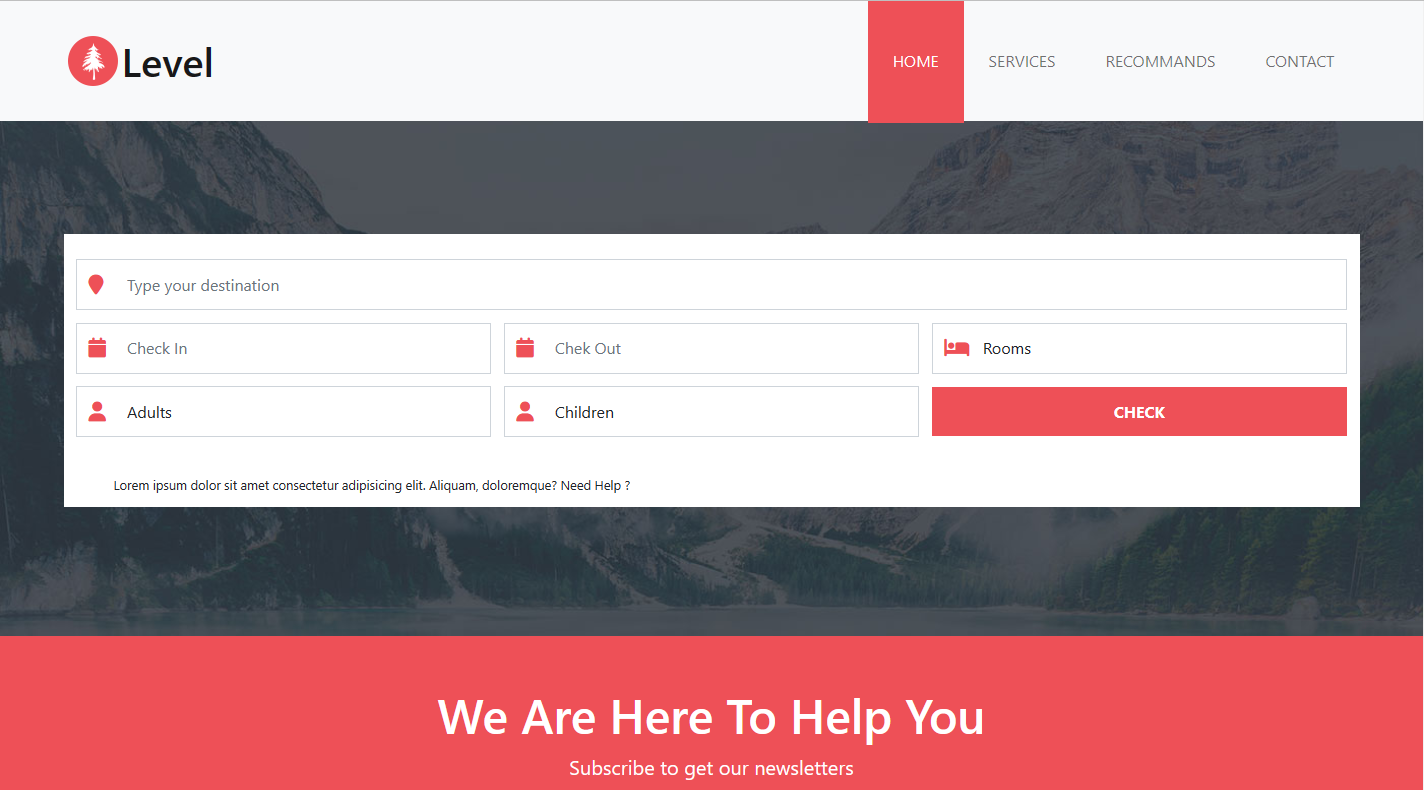 Level
HOME SERVICES RECOMMANDS CONTACT
Type your destination
Check In Chek Out Rooms
Adults Children CHECK
Lorem ipsum dolor sit amet consectetur adipisicing elit. Aliquam, doloremque? Need Help ?
We Are Here To Help You
Subscribe to get our newsletters